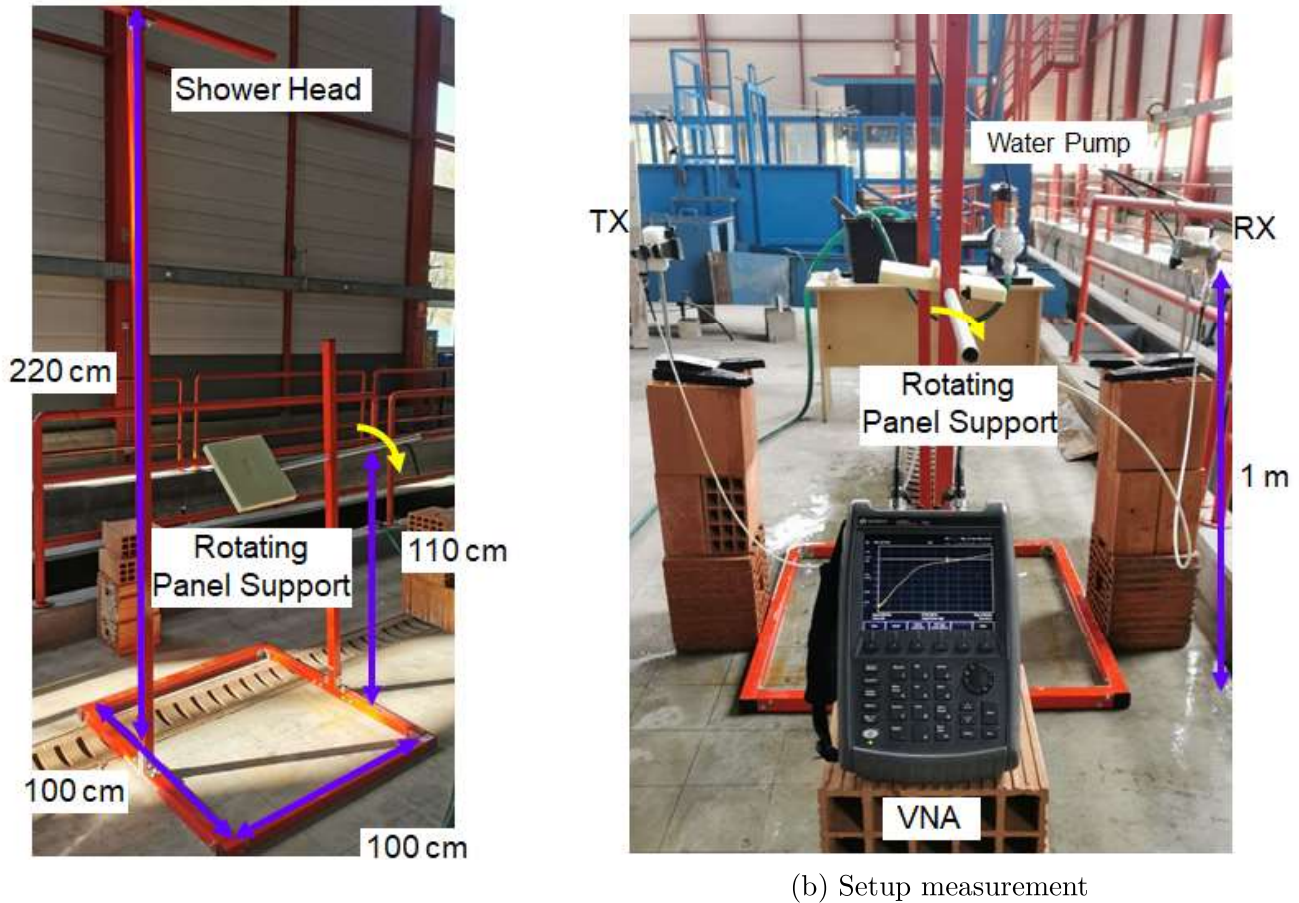 Shower Head
220 cm
Rotating
Panel Support
110 cm
100 cm
100 cm
Water Pump
TX
RX
Rotating
Panel Support
1 m
VNA
(b) Setup measurement